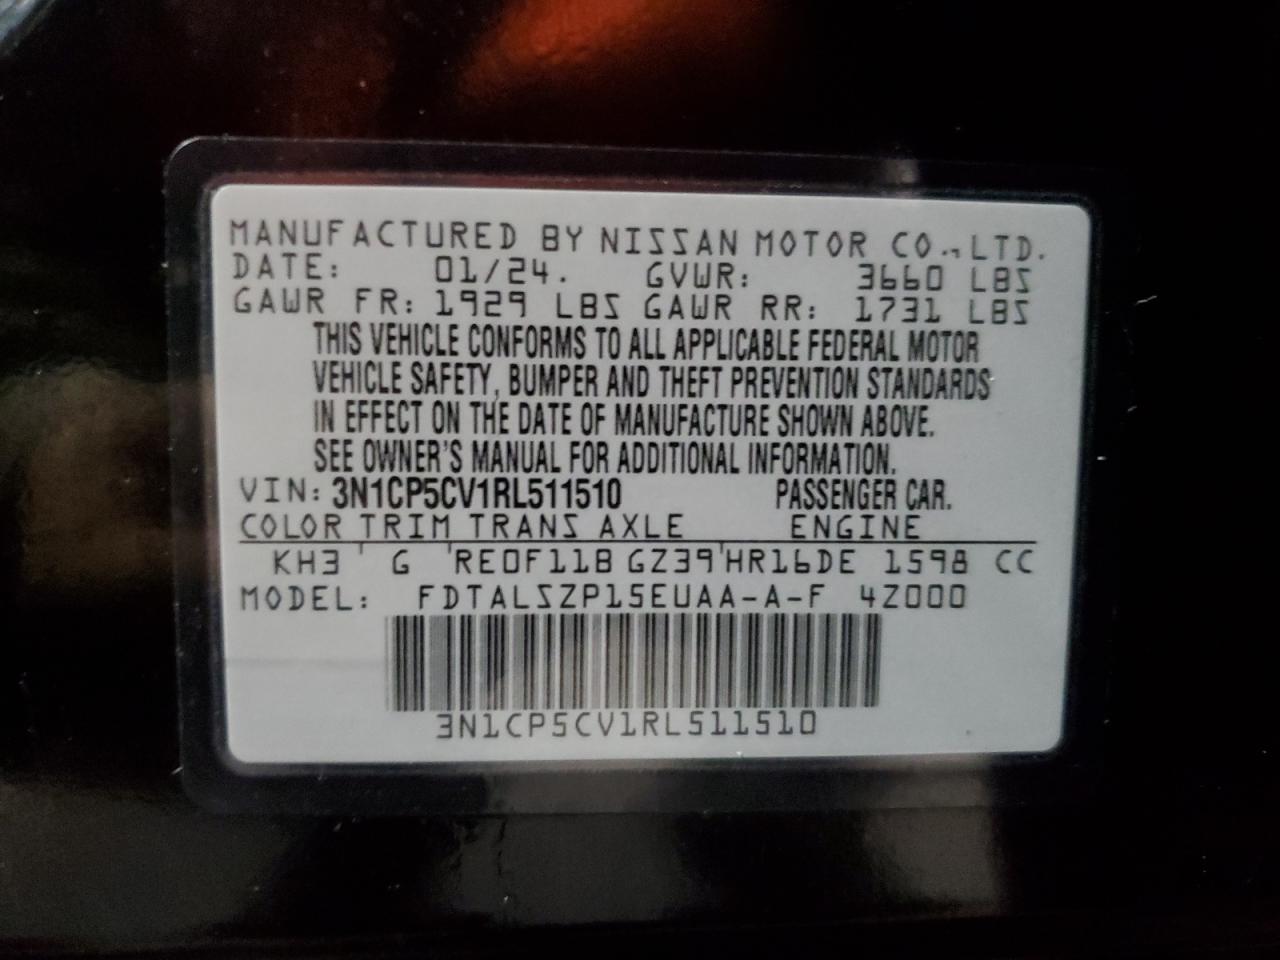 MANUFACTURED BY NISSAN MOTOR CO., LTD.
DATE: 01/24. GVWR: 3660 LBS
GAWR FR: 1929 LBS GAWR RR: 1731 LBS
THIS VEHICLE CONFORMS TO ALL APPLICABLE FEDERAL MOTOR
VEHICLE SAFETY, BUMPER AND THEFT PREVENTION STANDARDS
IN EFFECT ON THE DATE OF MANUFACTURE SHOWN ABOVE.
SEE OWNER'S MANUAL FOR ADDITIONAL INFORMATION.
VIN: 3N1CP5CV1RL511510 PASSENGER CAR.
COLOR TRIM TRANS AXLE ENGINE
KH3 ' G 'RE0F11B GZ39'HR16DE 1598 CC
MODEL: FDTALSZP15EUAA-A-F 4Z000
3N1CP5CV1RL511510